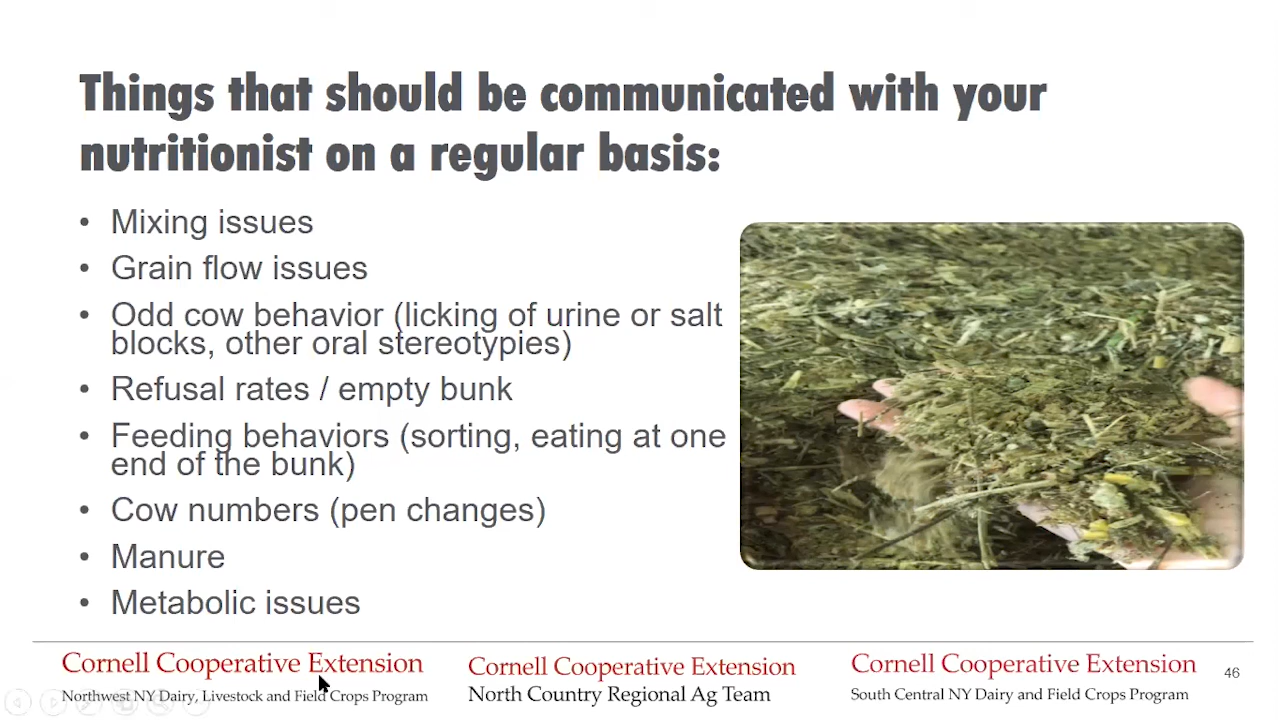 Things that should be communicated with your
nutritionist on a regular basis:
• Mixing issues
• Grain flow issues
• Odd cow behavior (licking of urine or salt
blocks, other oral stereotypies)
• Refusal rates / empty bunk
• Feeding behaviors (sorting, eating at one
end of the bunk)
• Cow numbers (pen changes)
• Manure
• Metabolic issues
Cornell Cooperative Extension
Northwest NY Dairy, Livestock and Field Crops Program
Cornell Cooperative Extension
North Country Regional Ag Team
Cornell Cooperative Extension
South Central NY Dairy and Field Crops Program
46